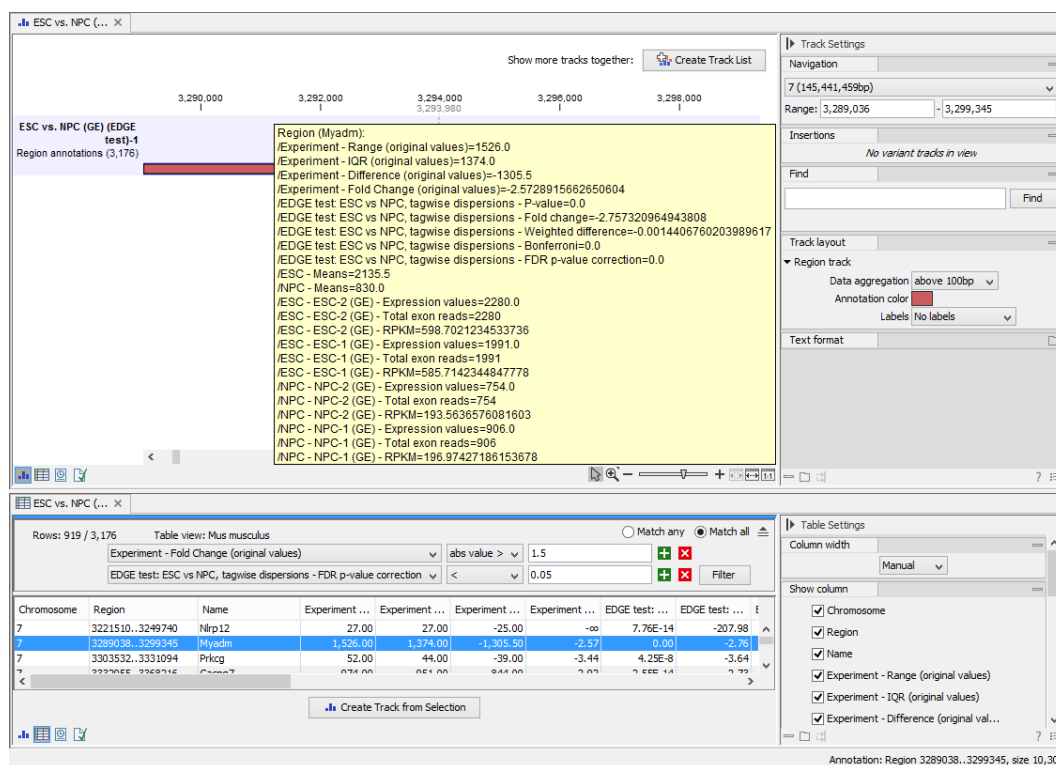 ESC vs. NPC (... ×
Show more tracks together: Create Track List
3,290,000 3,292,000 3,294,000 3,296,000 3,298,000
3,293,980
ESC vs. NPC (GE) (EDGE
test)-1
Region annotations (3,176)
Region (Myadm):
/Experiment - Range (original values)=1526.0
/Experiment - IQR (original values)=1374.0
/Experiment - Difference (original values)=-1305.5
/Experiment - Fold Change (original values)=-2.5728915662650604
/EDGE test: ESC vs NPC, tagwise dispersions - P-value=0.0
/EDGE test: ESC vs NPC, tagwise dispersions - Fold change=-2.757320964943808
/EDGE test: ESC vs NPC, tagwise dispersions - Weighted difference=-0.0014406760203989617
/EDGE test: ESC vs NPC, tagwise dispersions - Bonferroni=0.0
/EDGE test: ESC vs NPC, tagwise dispersions - FDR p-value correction=0.0
/ESC - Means=2135.5
/NPC - Means=830.0
/ESC - ESC-2 (GE) - Expression values=2280.0
/ESC - ESC-2 (GE) - Total exon reads=2280
/ESC - ESC-2 (GE) - RPKM=598.7021234533736
/ESC - ESC-1 (GE) - Expression values=1991.0
/ESC - ESC-1 (GE) - Total exon reads=1991
/ESC - ESC-1 (GE) - RPKM=585.7142344847778
/NPC - NPC-2 (GE) - Expression values=754.0
/NPC - NPC-2 (GE) - Total exon reads=754
/NPC - NPC-2 (GE) - RPKM=193.5636576081603
/NPC - NPC-1 (GE) - Expression values=906.0
/NPC - NPC-1 (GE) - Total exon reads=906
/NPC - NPC-1 (GE) - RPKM=196.97427186153678
Track Settings
Navigation
7 (145,441,459bp)
Range: 3,289,036 - 3,299,345
Insertions
No variant tracks in view
Find
Find
Track layout
Region track
Data aggregation above 100bp
Annotation color
Labels No labels
Text format
ESC vs. NPC (... ×
Rows: 919 / 3,176 Table view: Mus musculus Match any Match all
Experiment - Fold Change (original values) abs value > 1.5
EDGE test: ESC vs NPC, tagwise dispersions - FDR p-value correction < 0.05 Filter
Chromosome Region Name Experiment ... Experiment ... Experiment ... Experiment ... EDGE test: ... EDGE test: ... E
7 3221510..3249740 Nlrp12 27.00 27.00 -25.00 -∞ 7.76E-14 -207.98
7 3289038..3299345 Myadm 1,526.00 1,374.00 -1,305.50 -2.57 0.00 -2.76
7 3303532..3331094 Prkcg 52.00 44.00 -39.00 -3.44 4.25E-8 -3.64
Create Track from Selection
Table Settings
Column width
Manual
Show column
Chromosome
Region
Name
Experiment - Range (original values)
Experiment - IQR (original values)
Experiment - Difference (original val...
Annotation: Region 3289038..3299345, size 10,30